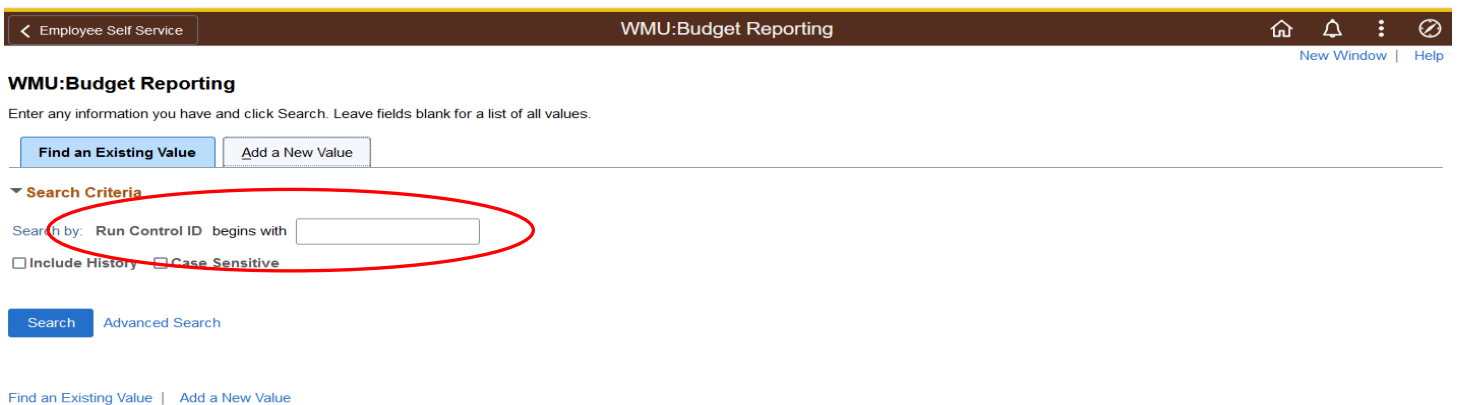 Employee Self Service WMU:Budget Reporting
New Window | Help
WMU:Budget Reporting
Enter any information you have and click Search. Leave fields blank for a list of all values.
Find an Existing Value Add a New Value
Search Criteria
Search by: Run Control ID begins with
Include History Case Sensitive
Search Advanced Search
Find an Existing Value | Add a New Value